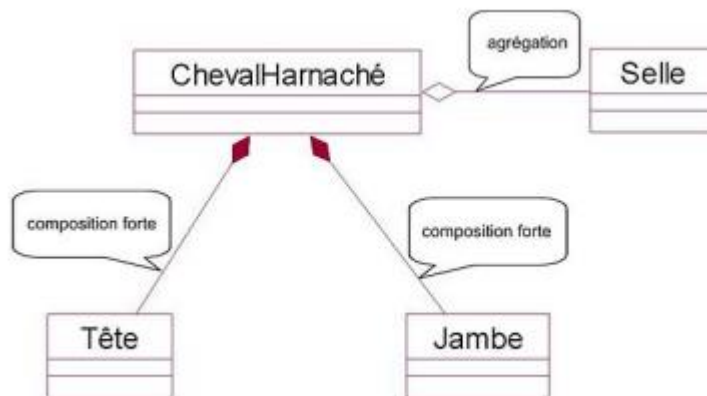 agrégation
ChevalHarnaché
Selle
composition forte
composition forte
Tête
Jambe